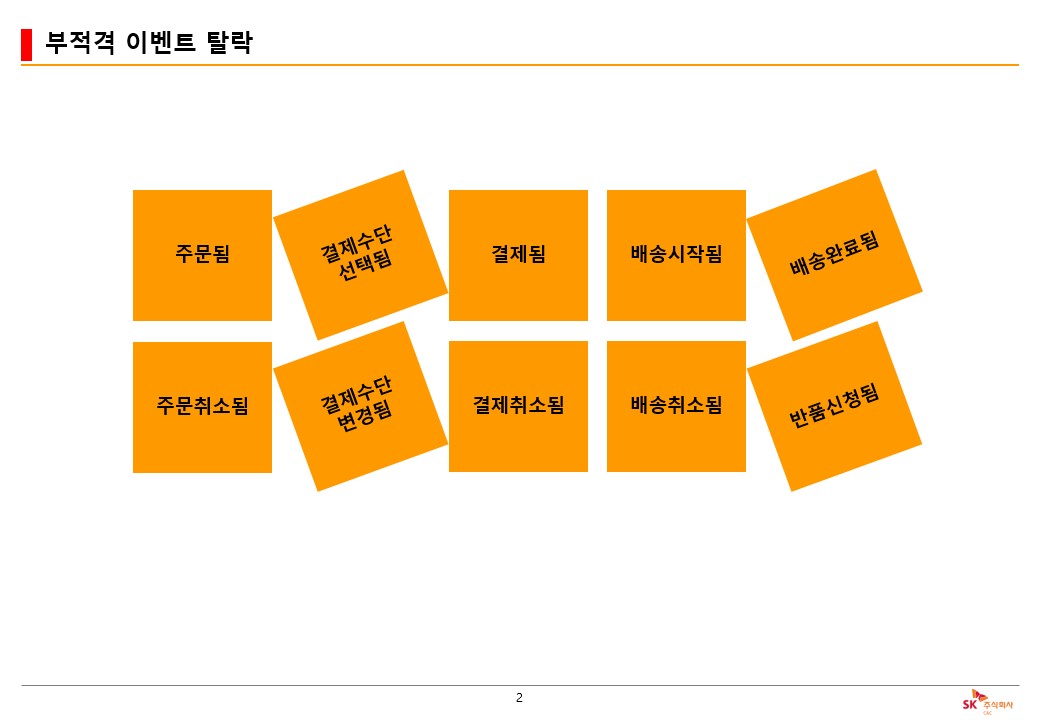 부적격 이벤트 탈락
주문됨
결제수단
선택됨
결제됨
배송시작됨
배송완료됨
주문취소됨
결제수단
변경됨
결제취소됨
배송취소됨
반품신청됨
2
SK 주식회사
C&C